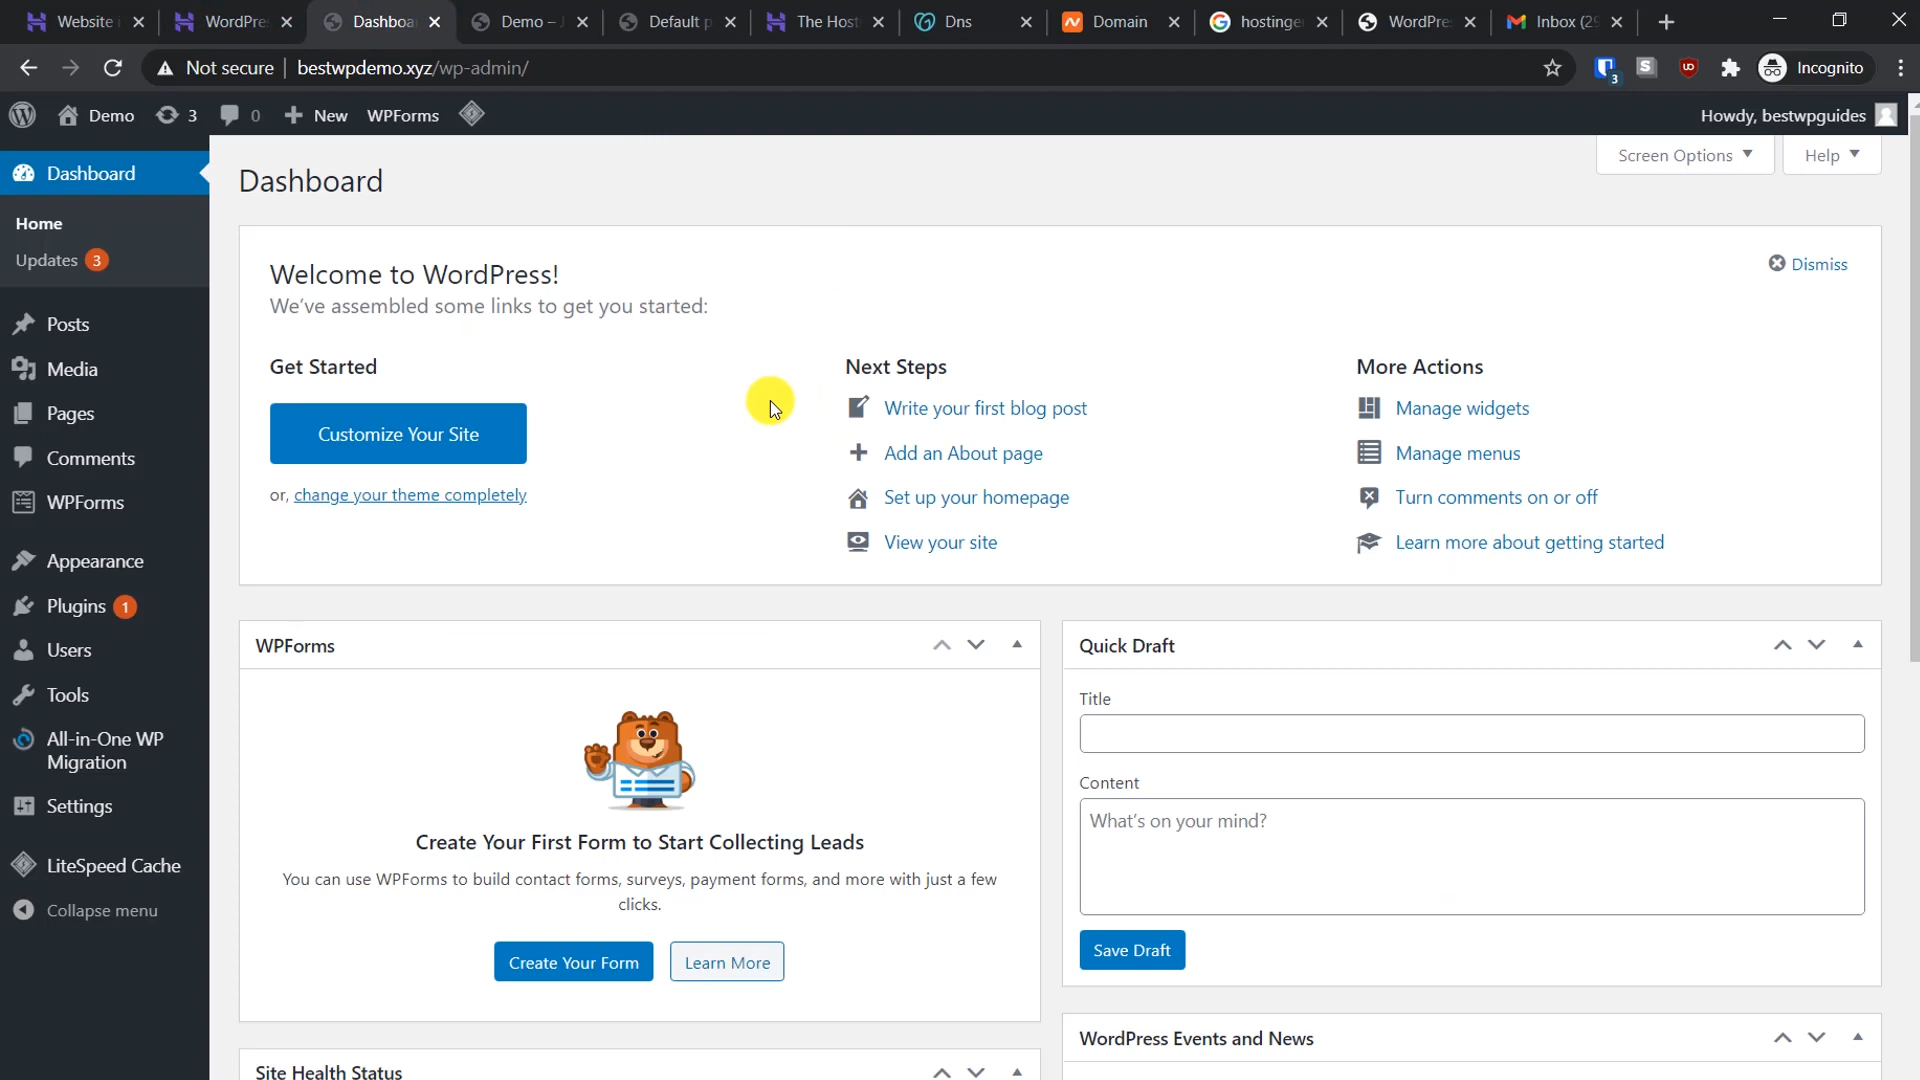 Website i
WordPre
Dashboa
Demo – J
Default p
The Host
Dns
Domain
hostinge
WordPre
Inbox (29
Not secure
bestwpdemo.xyz/wp-admin/
3
Incognito
Demo
3
0
New
WPForms
Howdy, bestwpguides
Dashboard
Home
Updates 3
Posts
Media
Pages
Comments
WPForms
Appearance
Plugins 1
Users
Tools
All-in-One WP
Migration
Settings
LiteSpeed Cache
Collapse menu
Screen Options
Help
Dashboard
Welcome to WordPress!
We've assembled some links to get you started:
Dismiss
Get Started
Customize Your Site
or, change your theme completely
Next Steps
Write your first blog post
Add an About page
Set up your homepage
View your site
More Actions
Manage widgets
Manage menus
Turn comments on or off
Learn more about getting started
WPForms
Create Your First Form to Start Collecting Leads
You can use WPForms to build contact forms, surveys, payment forms, and more with just a few
clicks.
Create Your Form
Learn More
Site Health Status
Quick Draft
Title
Content
What's on your mind?
Save Draft
WordPress Events and News